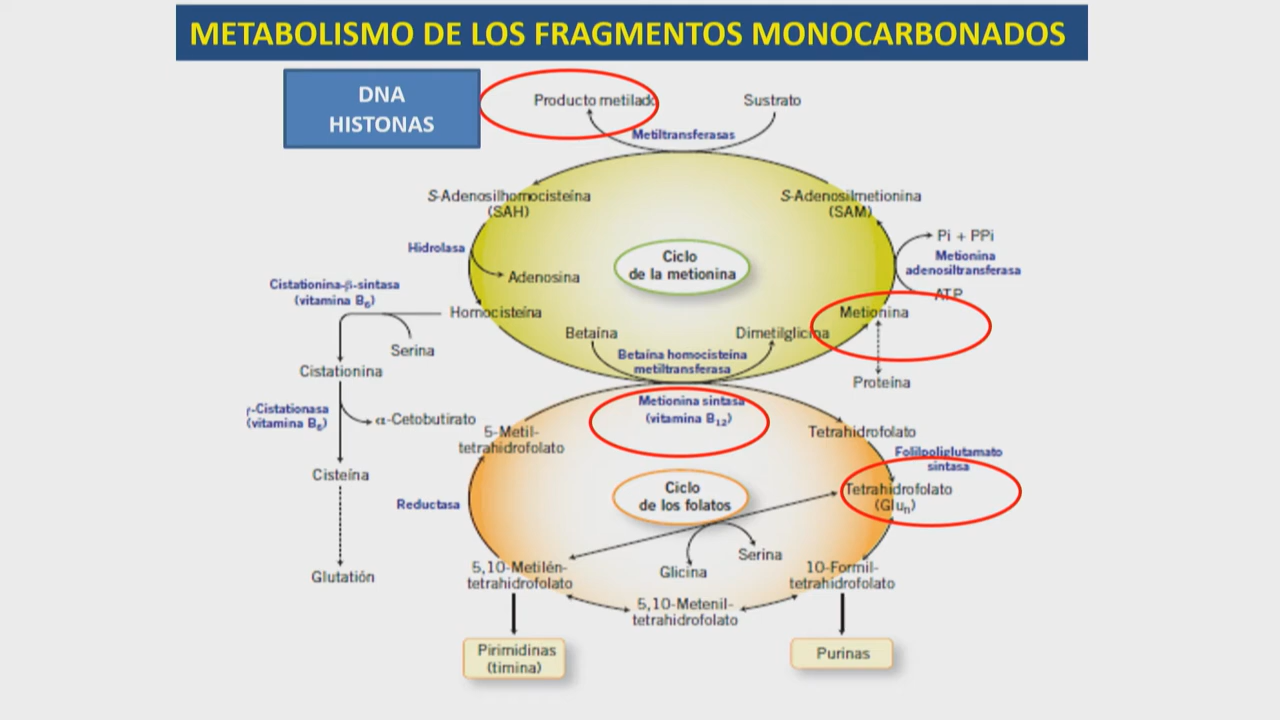 METABOLISMO DE LOS FRAGMENTOS MONOCARBONADOS
DNA
HISTONAS
Producto metilado
Sustrato
Metiltransferasas
S-Adenosilhomocisteína
(SAH)
S-Adenosilmetionina
(SAM)
Pi + PPi
Hidrolasa
Ciclo
de la metionina
Metionina
adenosiltransferasa
Adenosina
ATP
Cistationina-β-sintasa
(vitamina B6)
Homocisteína
Metionina
Serina
Betaína
Dimetilglicina
Betaína homocisteína
metiltransferasa
Cistationina
Proteína
γ-Cistationasa
(vitamina B6)
α-Cetobutirato
Metionina sintasa
(vitamina B12)
5-Metil-
tetrahidrofolato
Tetrahidrofolato
Folilpoliglutamato
sintasa
Cisteína
Reductasa
Ciclo
de los folatos
Tetrahidrofolato
(Glun)
Glutatión
5,10-Metilén-
tetrahidrofolato
Glicina
Serina
10-Formil-
tetrahidrofolato
5,10-Metenil-
tetrahidrofolato
Pirimidinas
(timina)
Purinas